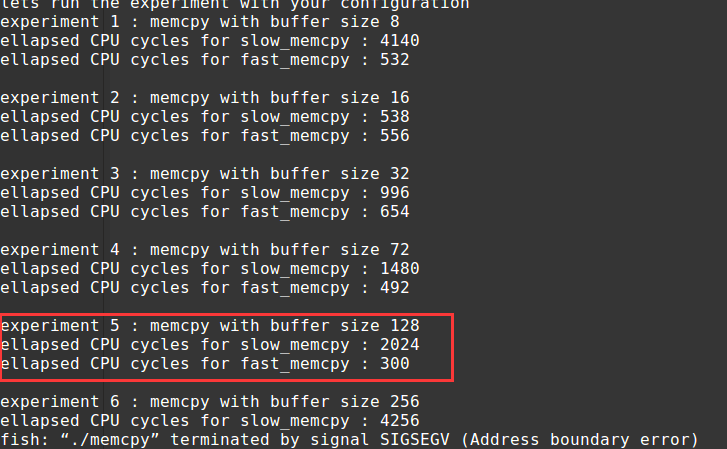 lets run the experiment with your configuration
experiment 1 : memcpy with buffer size 8
ellapsed CPU cycles for slow_memcpy : 4140
ellapsed CPU cycles for fast_memcpy : 532
experiment 2 : memcpy with buffer size 16
ellapsed CPU cycles for slow_memcpy : 538
ellapsed CPU cycles for fast_memcpy : 556
experiment 3 : memcpy with buffer size 32
ellapsed CPU cycles for slow_memcpy : 996
ellapsed CPU cycles for fast_memcpy : 654
experiment 4 : memcpy with buffer size 72
ellapsed CPU cycles for slow_memcpy : 1480
ellapsed CPU cycles for fast_memcpy : 492
experiment 5 : memcpy with buffer size 128
ellapsed CPU cycles for slow_memcpy : 2024
ellapsed CPU cycles for fast_memcpy : 300
experiment 6 : memcpy with buffer size 256
ellapsed CPU cycles for slow_memcpy : 4256
fish: “./memcpy” terminated by signal SIGSEGV (Address boundary error)